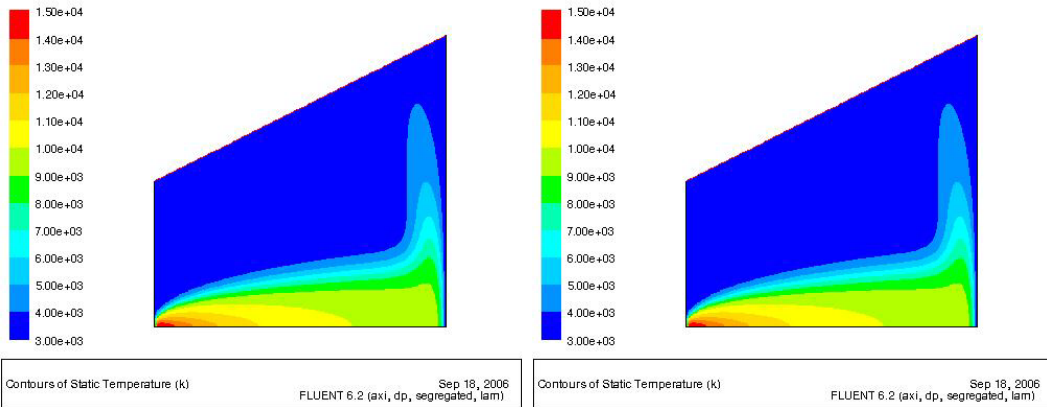 1.50e+04
1.40e+04
1.30e+04
1.20e+04
1.10e+04
1.00e+04
9.00e+03
8.00e+03
7.00e+03
6.00e+03
5.00e+03
4.00e+03
3.00e+03
Contours of Static Temperature (k)
Sep 18, 2006
FLUENT 6.2 (axi, dp, segregated, lam)
1.50e+04
1.40e+04
1.30e+04
1.20e+04
1.10e+04
1.00e+04
9.00e+03
8.00e+03
7.00e+03
6.00e+03
5.00e+03
4.00e+03
3.00e+03
Contours of Static Temperature (k)
Sep 18, 2006
FLUENT 6.2 (axi, dp, segregated, lam)